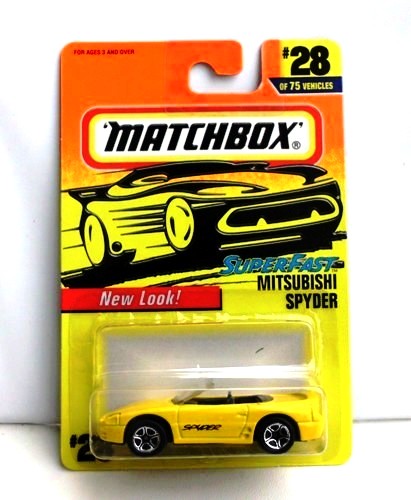 FOR AGES 3 AND OVER
#28
OF 75 VEHICLES
MATCHBOX®
SUPERFAST
MITSUBISHI
SPYDER
New Look!
SPYDER